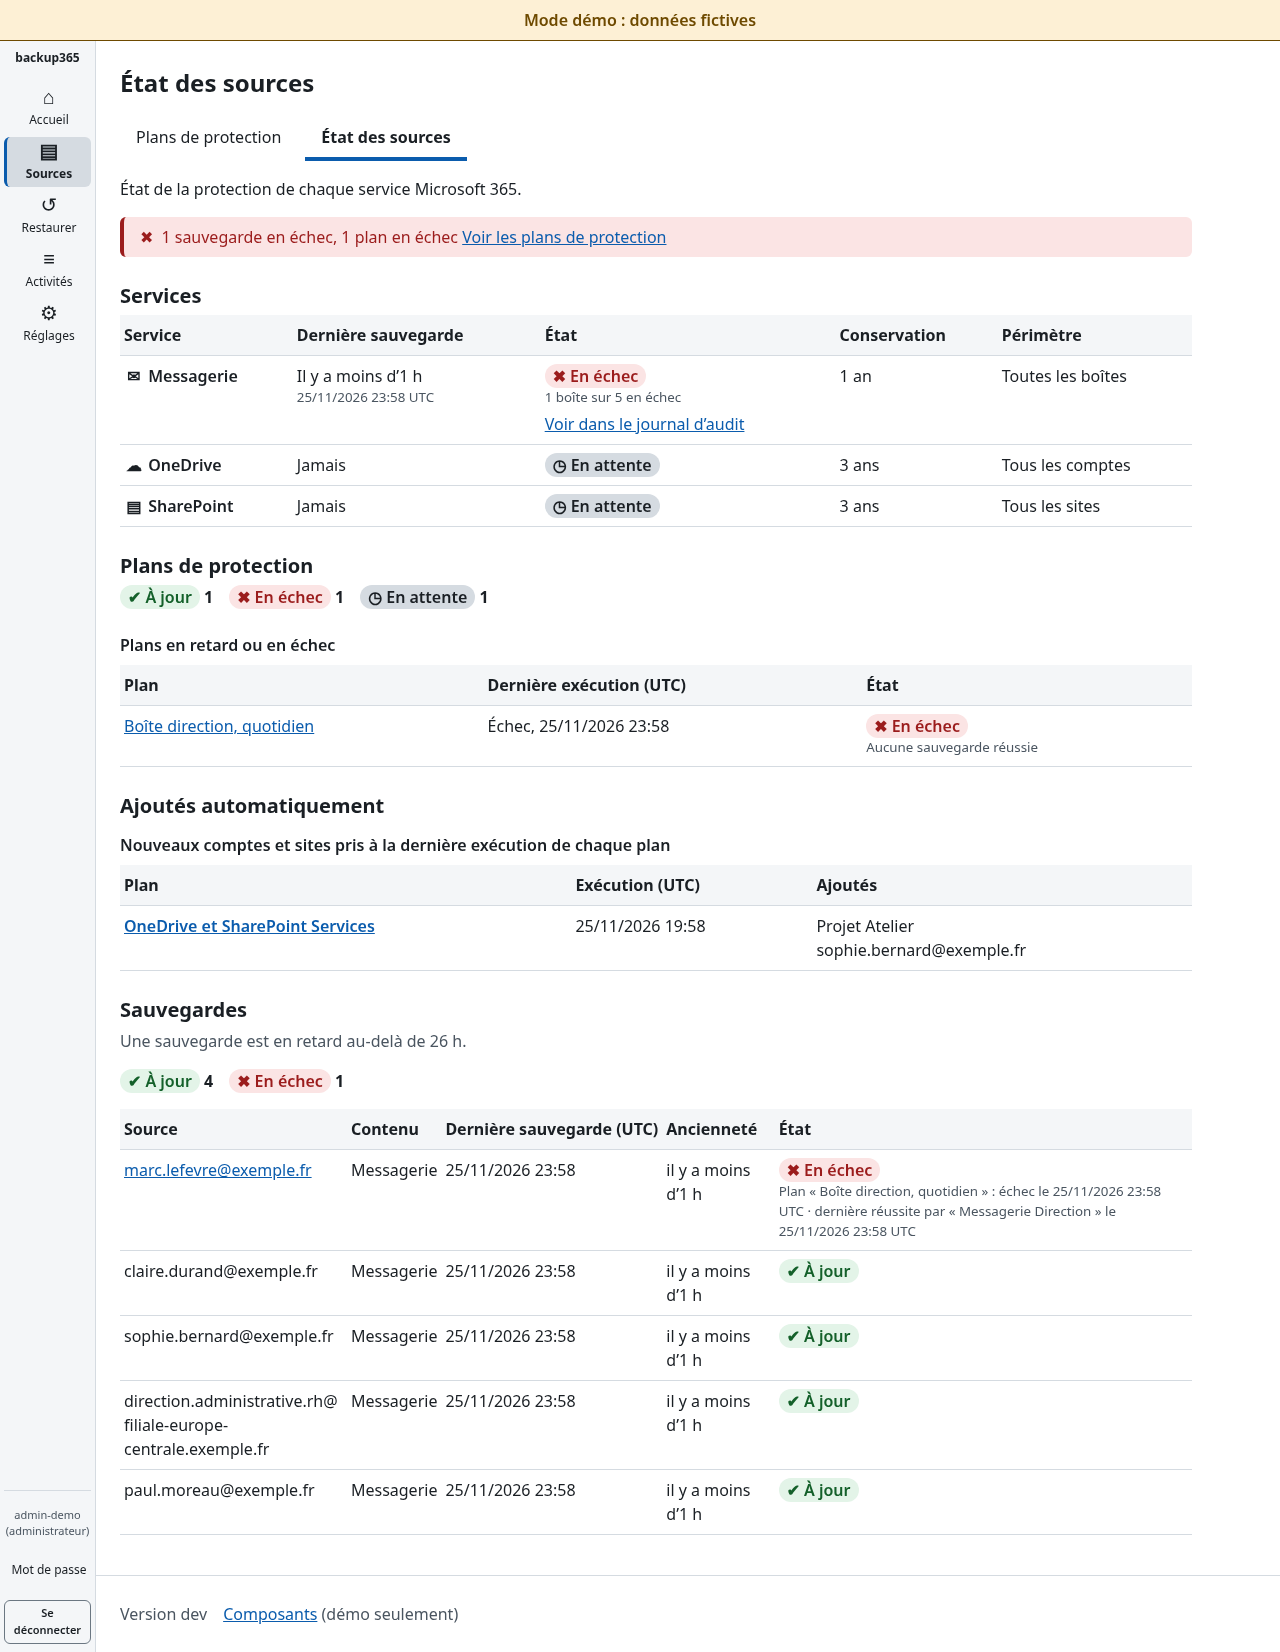 Mode démo : données fictives
backup365
Accueil
Sources
Restaurer
Activités
Réglages
admin-demo
(administrateur)
Mot de passe
Se
déconnecter
État des sources
Plans de protection État des sources
État de la protection de chaque service Microsoft 365.
✖ 1 sauvegarde en échec, 1 plan en échec Voir les plans de protection
Services
Service Dernière sauvegarde État Conservation Périmètre
Messagerie Il y a moins d’1 h ✖ En échec 1 an Toutes les boîtes
25/11/2026 23:58 UTC 1 boîte sur 5 en échec
Voir dans le journal d’audit
OneDrive Jamais En attente 3 ans Tous les comptes
SharePoint Jamais En attente 3 ans Tous les sites
Plans de protection
✔ À jour 1 ✖ En échec 1 En attente 1
Plans en retard ou en échec
Plan Dernière exécution (UTC) État
Boîte direction, quotidien Échec, 25/11/2026 23:58 ✖ En échec
Aucune sauvegarde réussie
Ajoutés automatiquement
Nouveaux comptes et sites pris à la dernière exécution de chaque plan
Plan Exécution (UTC) Ajoutés
OneDrive et SharePoint Services 25/11/2026 19:58 Projet Atelier
sophie.bernard@exemple.fr
Sauvegardes
Une sauvegarde est en retard au-delà de 26 h.
✔ À jour 4 ✖ En échec 1
Source Contenu Dernière sauvegarde (UTC) Ancienneté État
marc.lefevre@exemple.fr Messagerie 25/11/2026 23:58 il y a moins d’1 h ✖ En échec
Plan « Boîte direction, quotidien » : échec le 25/11/2026 23:58
UTC · dernière réussite par « Messagerie Direction » le
25/11/2026 23:58 UTC
claire.durand@exemple.fr Messagerie 25/11/2026 23:58 il y a moins d’1 h ✔ À jour
sophie.bernard@exemple.fr Messagerie 25/11/2026 23:58 il y a moins d’1 h ✔ À jour
direction.administrative.rh@
filiale-europe-
centrale.exemple.fr Messagerie 25/11/2026 23:58 il y a moins d’1 h ✔ À jour
paul.moreau@exemple.fr Messagerie 25/11/2026 23:58 il y a moins d’1 h ✔ À jour
Version dev Composants (démo seulement)